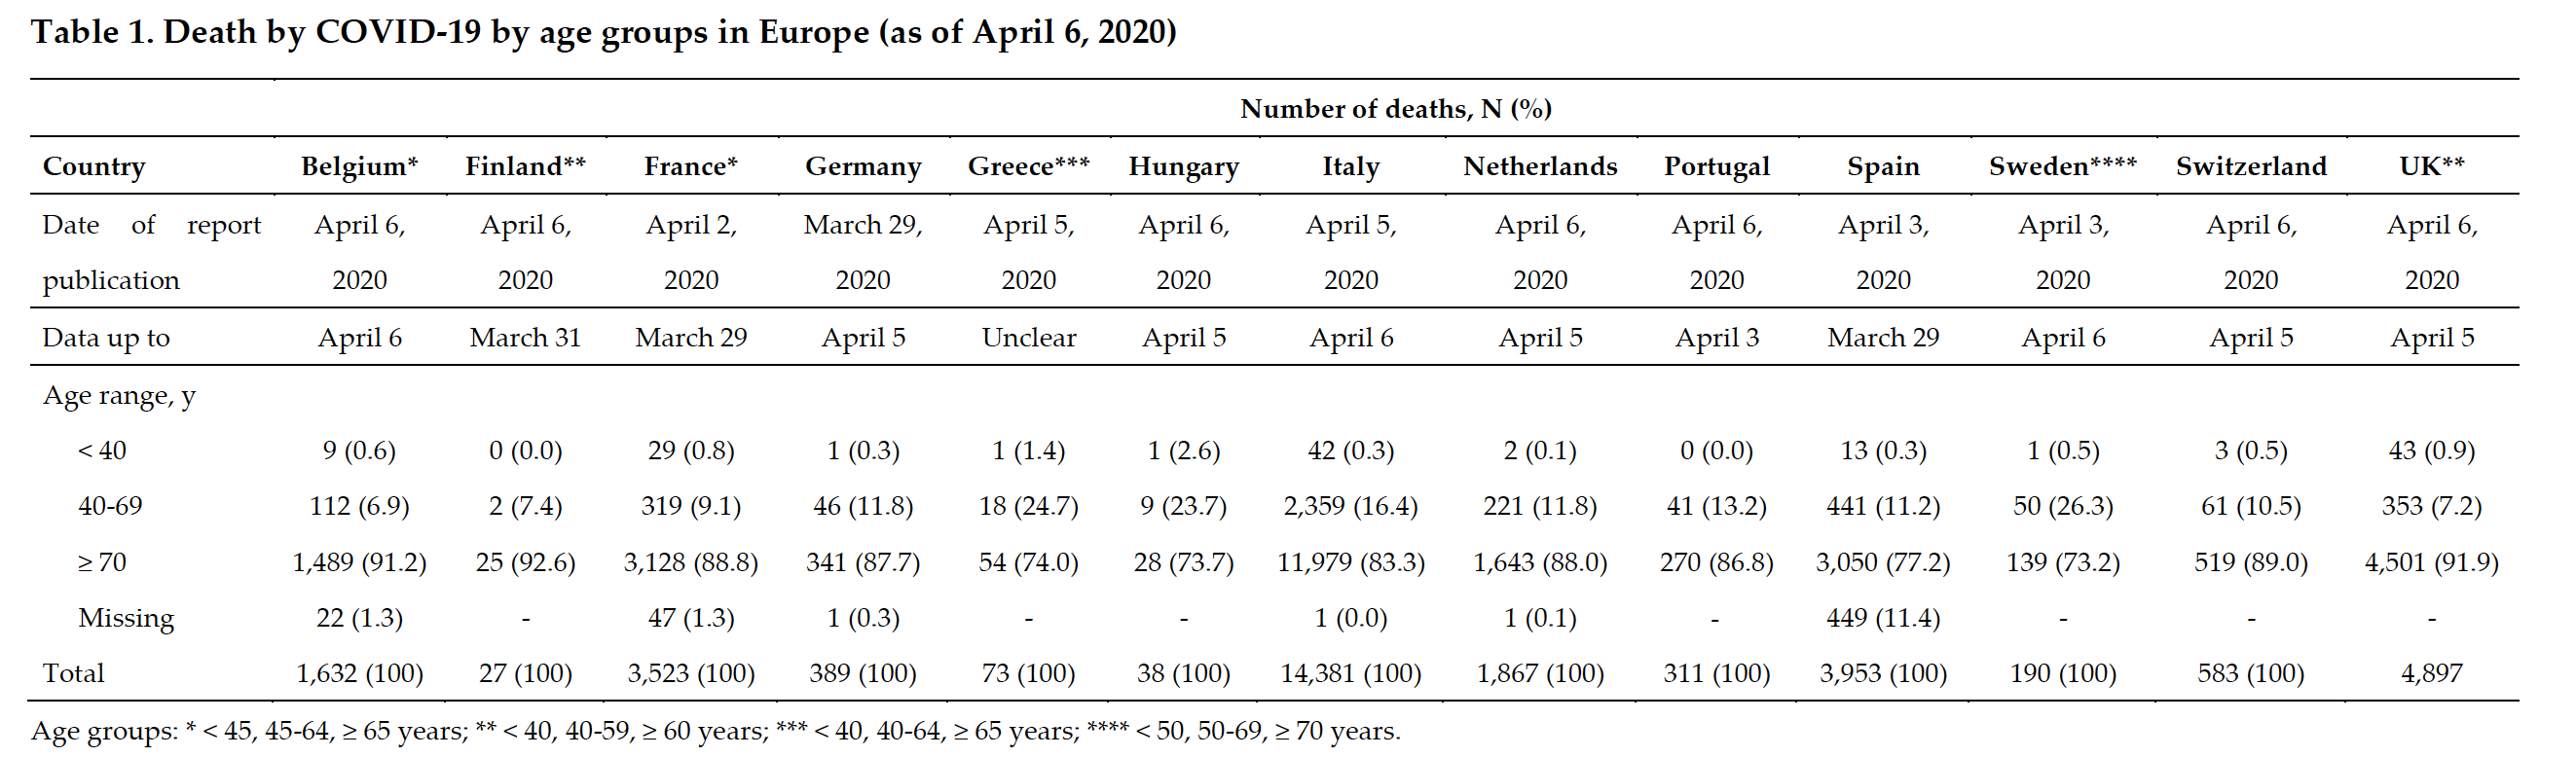 Table 1. Death by COVID-19 by age groups in Europe (as of April 6, 2020)
Number of deaths, N (%)
Country Belgium* Finland** France* Germany Greece*** Hungary Italy Netherlands Portugal Spain Sweden**** Switzerland UK**
Date of report April 6, April 6, April 2, March 29, April 5, April 6, April 5, April 6, April 6, April 3, April 3, April 6, April 6,
publication 2020 2020 2020 2020 2020 2020 2020 2020 2020 2020 2020 2020 2020
Data up to April 6 March 31 March 29 April 5 Unclear April 5 April 6 April 5 April 3 March 29 April 6 April 5 April 5
Age range, y
< 40 9 (0.6) 0 (0.0) 29 (0.8) 1 (0.3) 1 (1.4) 1 (2.6) 42 (0.3) 2 (0.1) 0 (0.0) 13 (0.3) 1 (0.5) 3 (0.5) 43 (0.9)
40-69 112 (6.9) 2 (7.4) 319 (9.1) 46 (11.8) 18 (24.7) 9 (23.7) 2,359 (16.4) 221 (11.8) 41 (13.2) 441 (11.2) 50 (26.3) 61 (10.5) 353 (7.2)
≥ 70 1,489 (91.2) 25 (92.6) 3,128 (88.8) 341 (87.7) 54 (74.0) 28 (73.7) 11,979 (83.3) 1,643 (88.0) 270 (86.8) 3,050 (77.2) 139 (73.2) 519 (89.0) 4,501 (91.9)
Missing 22 (1.3) - 47 (1.3) 1 (0.3) - - 1 (0.0) 1 (0.1) - 449 (11.4) - - -
Total 1,632 (100) 27 (100) 3,523 (100) 389 (100) 73 (100) 38 (100) 14,381 (100) 1,867 (100) 311 (100) 3,953 (100) 190 (100) 583 (100) 4,897
Age groups: * < 45, 45-64, ≥ 65 years; ** < 40, 40-59, ≥ 60 years; *** < 40, 40-64, ≥ 65 years; **** < 50, 50-69, ≥ 70 years.